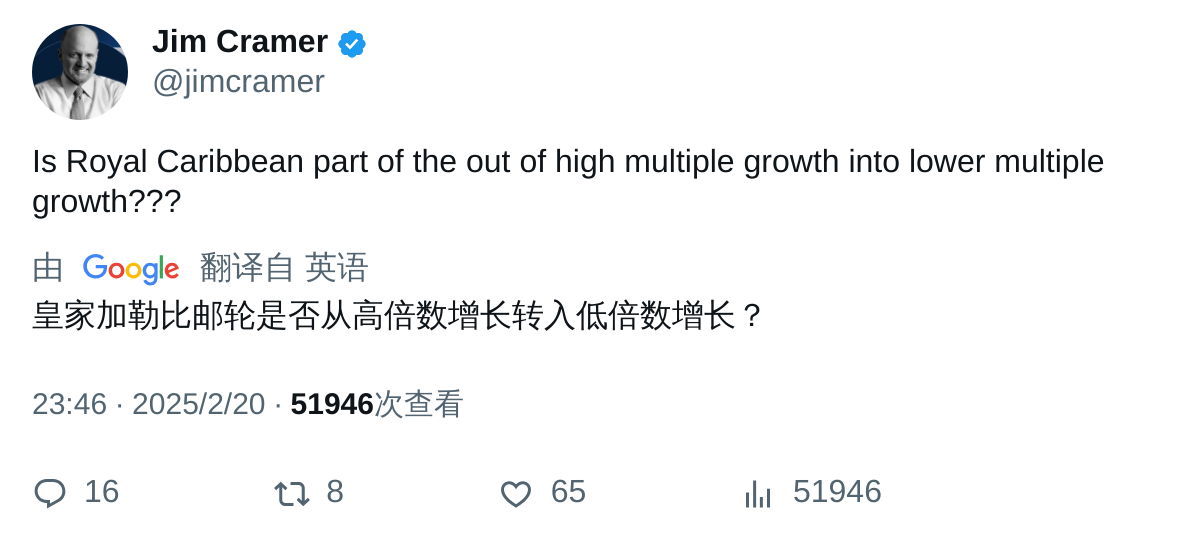 Jim Cramer
@jimcramer
Is Royal Caribbean part of the out of high multiple growth into lower multiple
growth???
由 Google 翻译自 英语
皇家加勒比邮轮是否从高倍数增长转入低倍数增长？
23:46 · 2025/2/20 · 51946次查看
16 8 65 51946